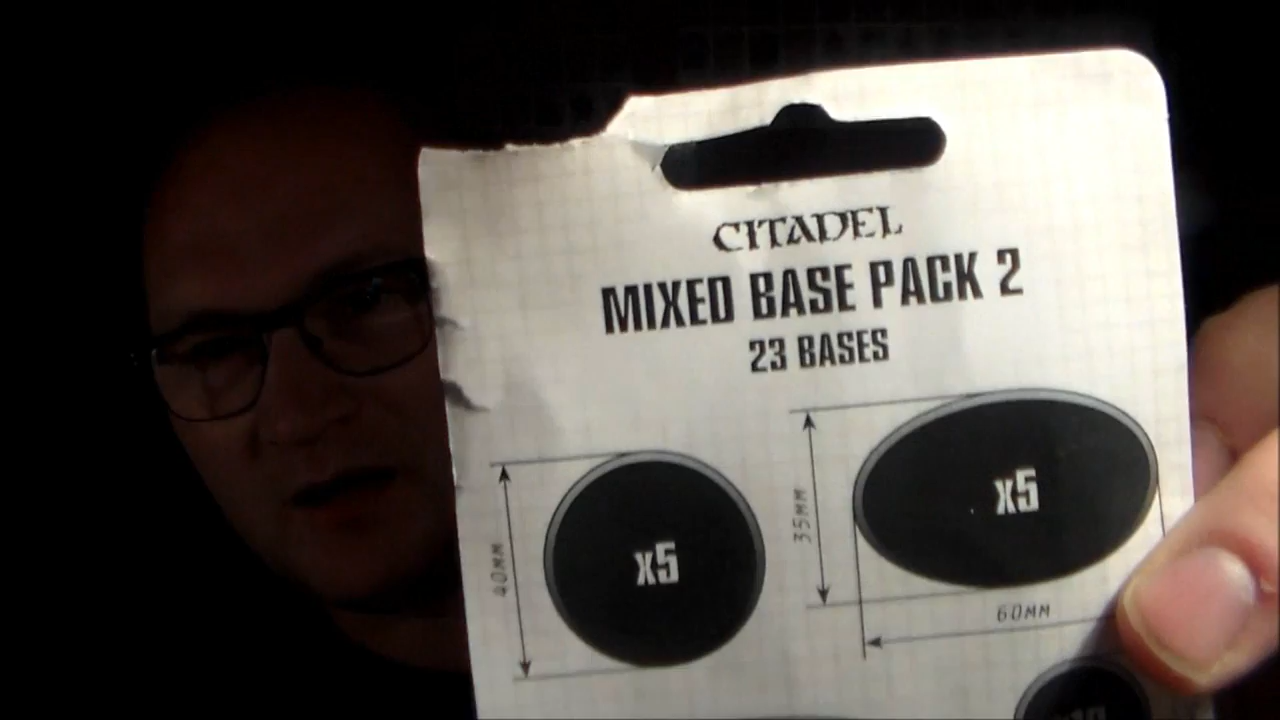 CITADEL
MIXED BASE PACK 2
23 BASES
40MM
x5
35MM
x5
60MM